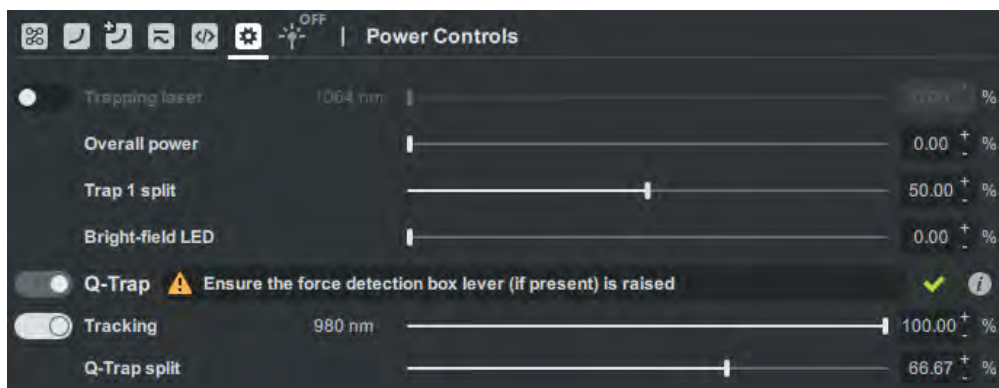 OFF
</> | Power Controls
Trapping laser 1064 nm 0.00 + %
Overall power 0.00 + - %
Trap 1 split 50.00 + - %
Bright-field LED 0.00 + - %
Q-Trap Ensure the force detection box lever (if present) is raised i
Tracking 980 nm 100.00 + - %
Q-Trap split 66.67 + - %